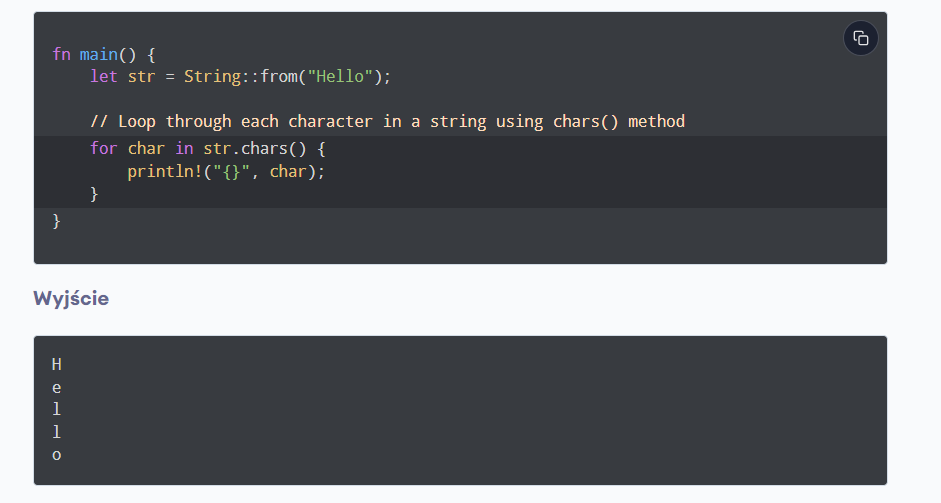 fn main() {
    let str = String::from("Hello");
    // Loop through each character in a string using chars() method
    for char in str.chars() {
        println!("{}", char);
    }
}
Wyjście
H
e
l
l
o